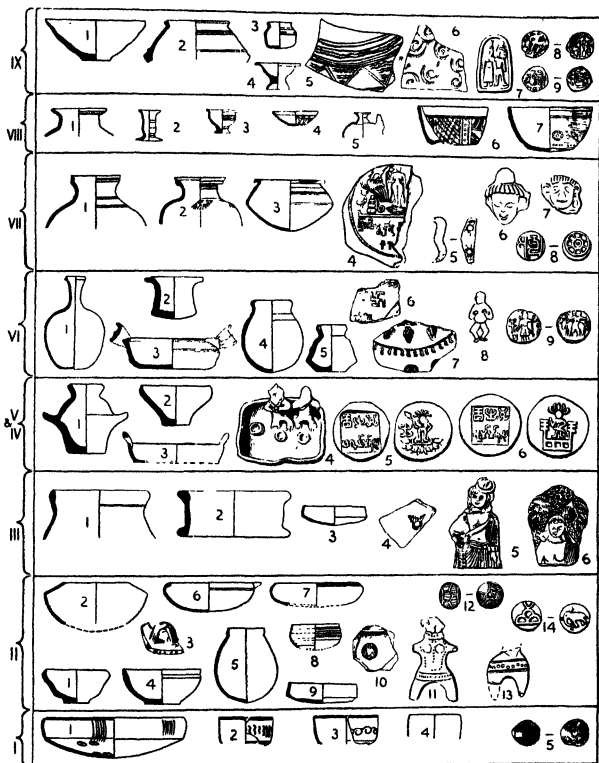 IX 1 2 3 4 5 6 7 8 9
VIII 1 2 3 4 5 6 7
VII 1 2 3 4 5 6 7 8
VI 1 2 3 4 5 6 7 8 9
V & IV 1 2 3 4 5 6
III 1 2 3 4 5 6
II 1 2 3 4 5 6 7 8 9 10 11 12 13 14
I 1 2 3 4 5